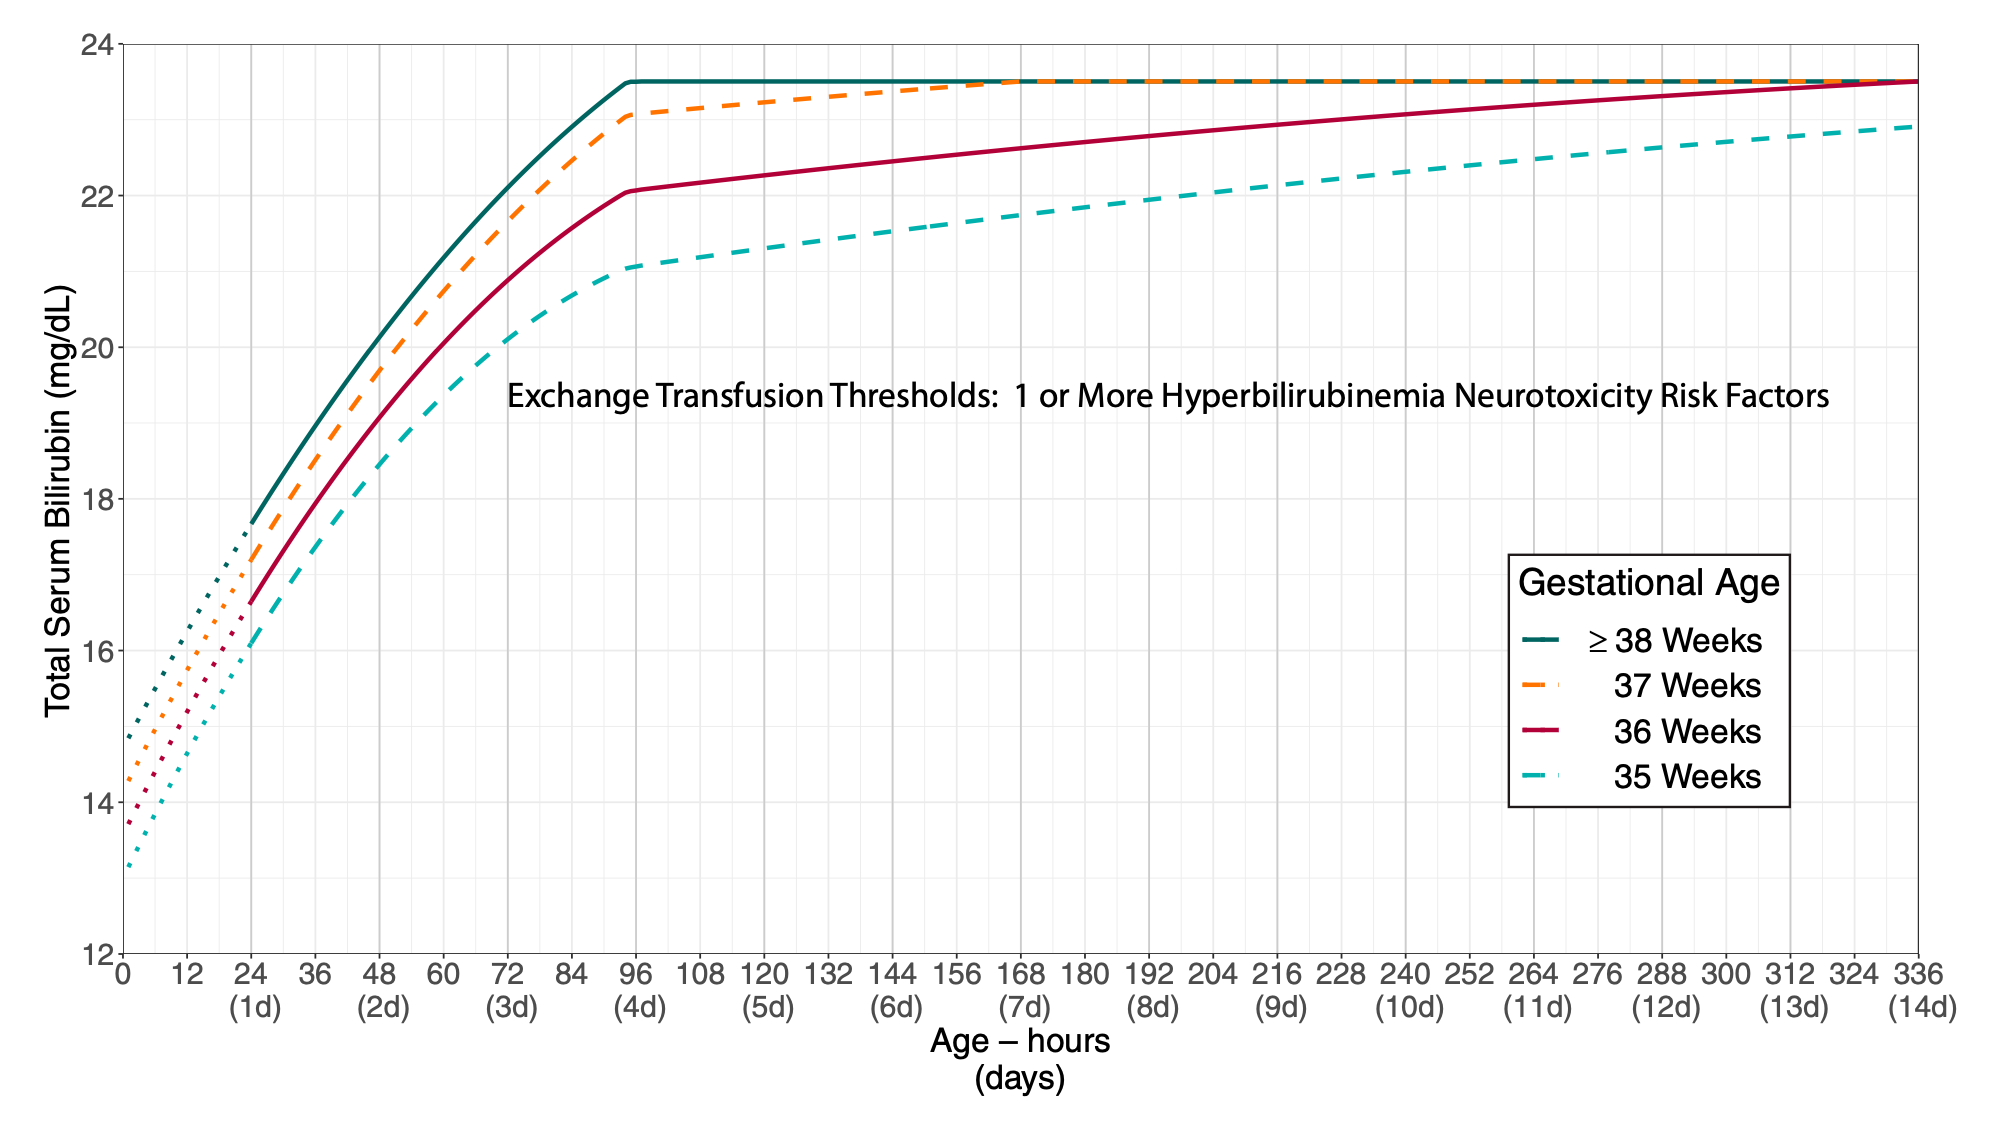 24
22
20
18
16
14
12
Total Serum Bilirubin (mg/dL)
Exchange Transfusion Thresholds: 1 or More Hyperbilirubinemia Neurotoxicity Risk Factors
Gestational Age
≥ 38 Weeks
37 Weeks
36 Weeks
35 Weeks
0 12 24 36 48 60 72 84 96 108 120 132 144 156 168 180 192 204 216 228 240 252 264 276 288 300 312 324 336
(1d) (2d) (3d) (4d) (5d) (6d) (7d) (8d) (9d) (10d) (11d) (12d) (13d) (14d)
Age – hours
(days)